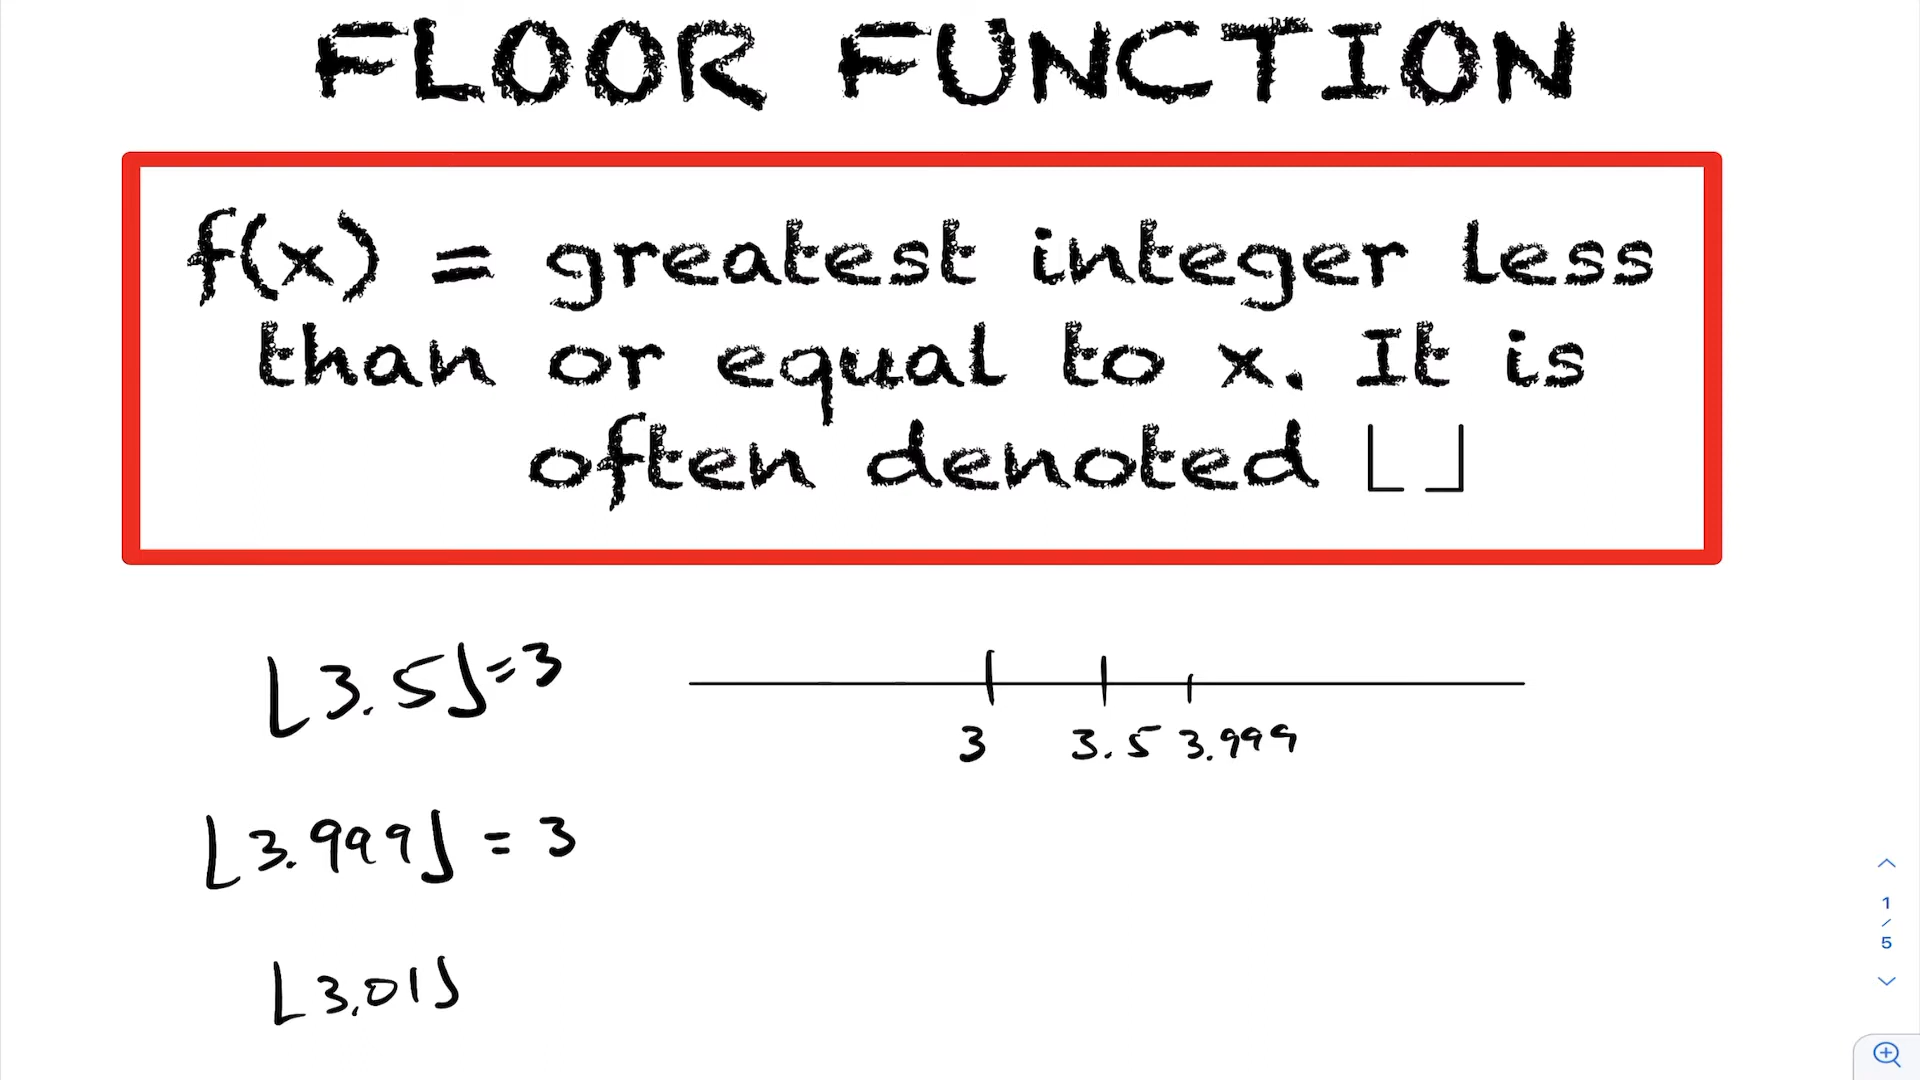 FLOOR FUNCTION
f(x) = greatest integer less
than or equal to x. It is
often denoted ⌊ ⌋
⌊3.5⌋=3
3 3.5 3.999
⌊3.999⌋ = 3
1
/
5
⌊3.01⌋